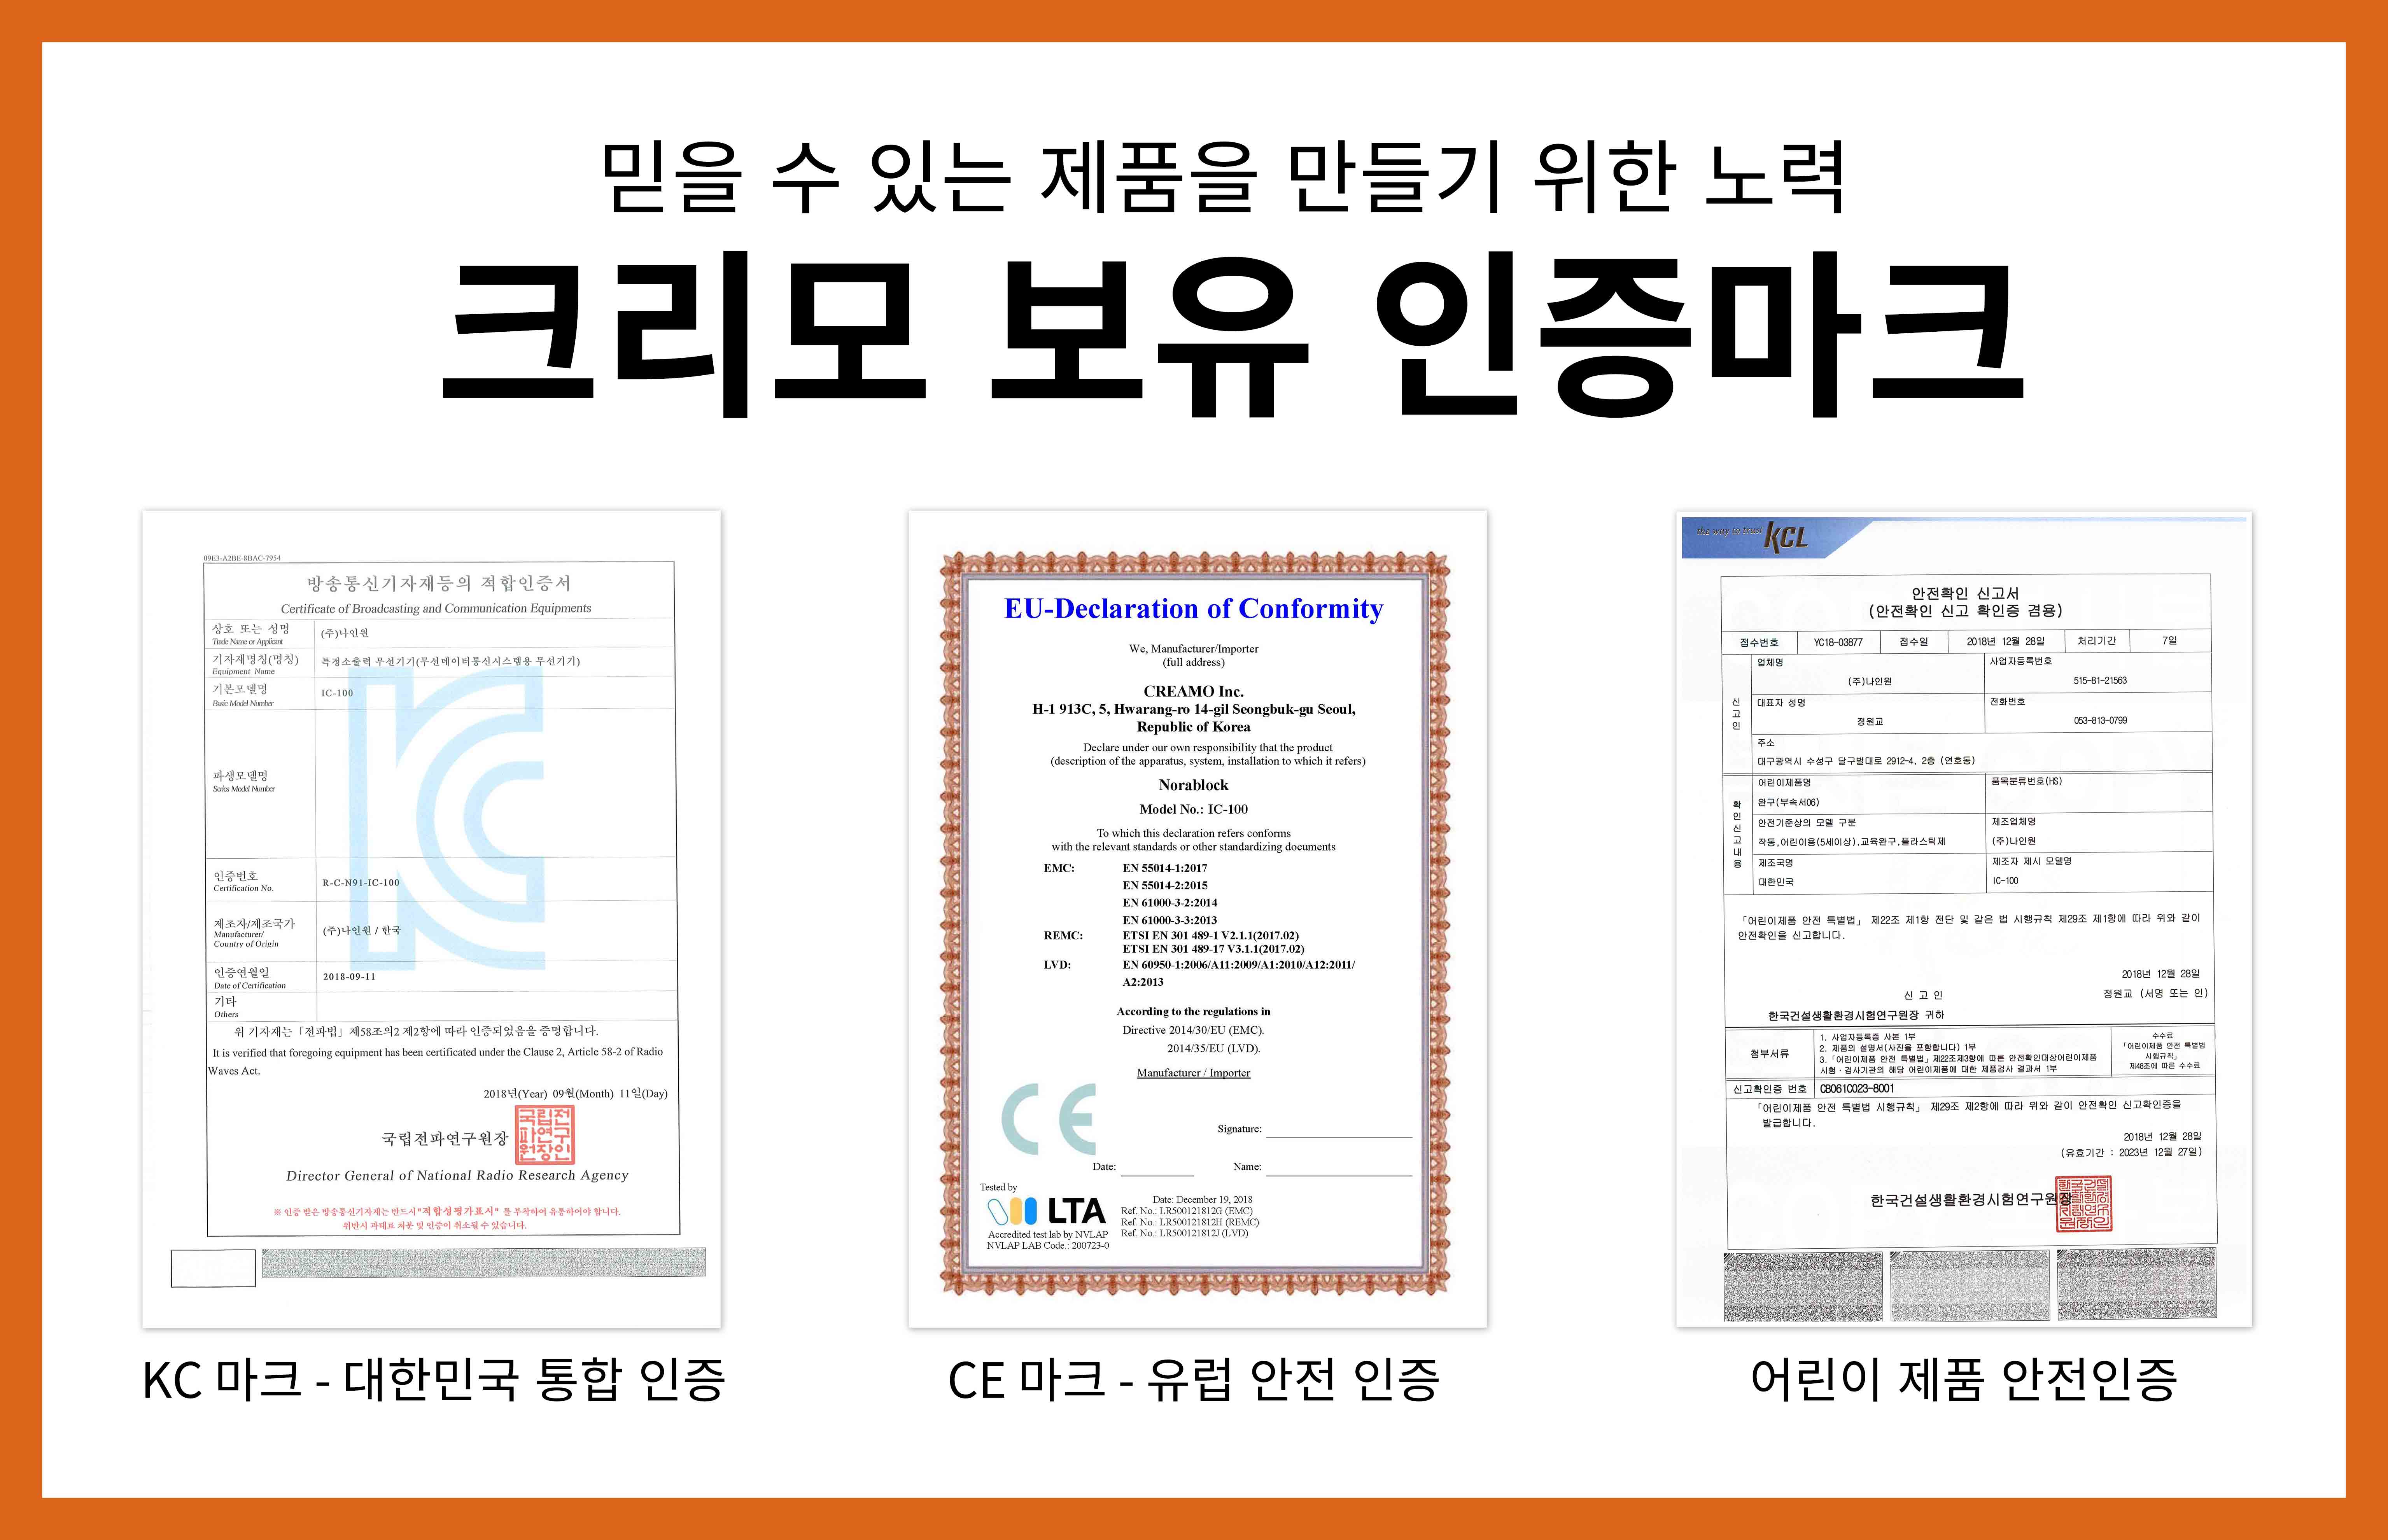 믿을 수 있는 제품을 만들기 위한 노력
크리모 보유 인증마크
09E3-A2BE-8BAC-7954
방송통신기자재등의 적합인증서
Certificate of Broadcasting and Communication Equipments
상호 또는 성명
Trade Name or Applicant
(주)나인원
기자재명칭(명칭)
Equipment Name
특정소출력 무선기기(무선데이터통신시스템용 무선기기)
기본모델명
Basic Model Number
IC-100
파생모델명
Series Model Number
인증번호
Certification No.
R-C-N91-IC-100
제조자/제조국가
Manufacturer/
Country of Origin
(주)나인원 / 한국
인증연월일
Date of Certification
2018-09-11
기타
Others
위 기자재는「전파법」제58조의2 제2항에 따라 인증되었음을 증명합니다.
It is verified that foregoing equipment has been certificated under the Clause 2, Article 58-2 of Radio
Waves Act.
2018년(Year) 09월(Month) 11일(Day)
국립전파연구원장
국립전
파연구
원장인
Director General of National Radio Research Agency
※ 인증 받은 방송통신기자재는 반드시 "적합성평가표시" 를 부착하여 유통하여야 합니다.
위반시 과태료 처분 및 인증이 취소될 수 있습니다.
KC 마크 - 대한민국 통합 인증
EU-Declaration of Conformity
We, Manufacturer/Importer
(full address)
CREAMO Inc.
H-1 913C, 5, Hwarang-ro 14-gil Seongbuk-gu Seoul,
Republic of Korea
Declare under our own responsibility that the product
(description of the apparatus, system, installation to which it refers)
Norablock
Model No.: IC-100
To which this declaration refers conforms
with the relevant standards or other standardizing documents
EMC: EN 55014-1:2017
EN 55014-2:2015
EN 61000-3-2:2014
EN 61000-3-3:2013
REMC: ETSI EN 301 489-1 V2.1.1(2017.02)
ETSI EN 301 489-17 V3.1.1(2017.02)
LVD: EN 60950-1:2006/A11:2009/A1:2010/A12:2011/
A2:2013
According to the regulations in
Directive 2014/30/EU (EMC).
2014/35/EU (LVD).
Manufacturer / Importer
CE
Signature:
Date: Name:
Tested by
LTA
Accredited test lab by NVLAP
NVLAP LAB Code.: 200723-0
Date: December 19, 2018
Ref. No.: LR500121812G (EMC)
Ref. No.: LR500121812H (REMC)
Ref. No.: LR500121812J (LVD)
CE 마크 - 유럽 안전 인증
the way to trust KCL
안전확인 신고서
(안전확인 신고 확인증 겸용)
접수번호 YC18-03877 접수일 2018년 12월 28일 처리기간 7일
신고인
업체명
(주)나인원
사업자등록번호
515-81-21563
대표자 성명
정원교
전화번호
053-813-0799
주소
대구광역시 수성구 달구벌대로 2912-4, 2층 (연호동)
확인신고내용
어린이제품명
완구(부속서06)
품목분류번호(HS)
안전기준상의 모델 구분
작동,어린이용(5세이상),교육완구,플라스틱제
제조업체명
(주)나인원
제조국명
대한민국
제조자 제시 모델명
IC-100
「어린이제품 안전 특별법」 제22조 제1항 전단 및 같은 법 시행규칙 제29조 제1항에 따라 위와 같이
안전확인을 신고합니다.
2018년 12월 28일
신 고 인 정원교 (서명 또는 인)
한국건설생활환경시험연구원장 귀하
첨부서류
1. 사업자등록증 사본 1부
2. 제품의 설명서(사진을 포함합니다) 1부
3.「어린이제품 안전 특별법」제22조제3항에 따른 안전확인대상어린이제품
시험·검사기관의 해당 어린이제품에 대한 제품검사 결과서 1부
수수료
「어린이제품 안전 특별법
시행규칙」
제48조에 따른 수수료
신고확인증 번호 CB061C023-8001
「어린이제품 안전 특별법 시행규칙」 제29조 제2항에 따라 위와 같이 안전확인 신고확인증을
발급합니다.
2018년 12월 28일
(유효기간 : 2023년 12월 27일)
한국건설생활환경시험연구원장
어린이 제품 안전인증